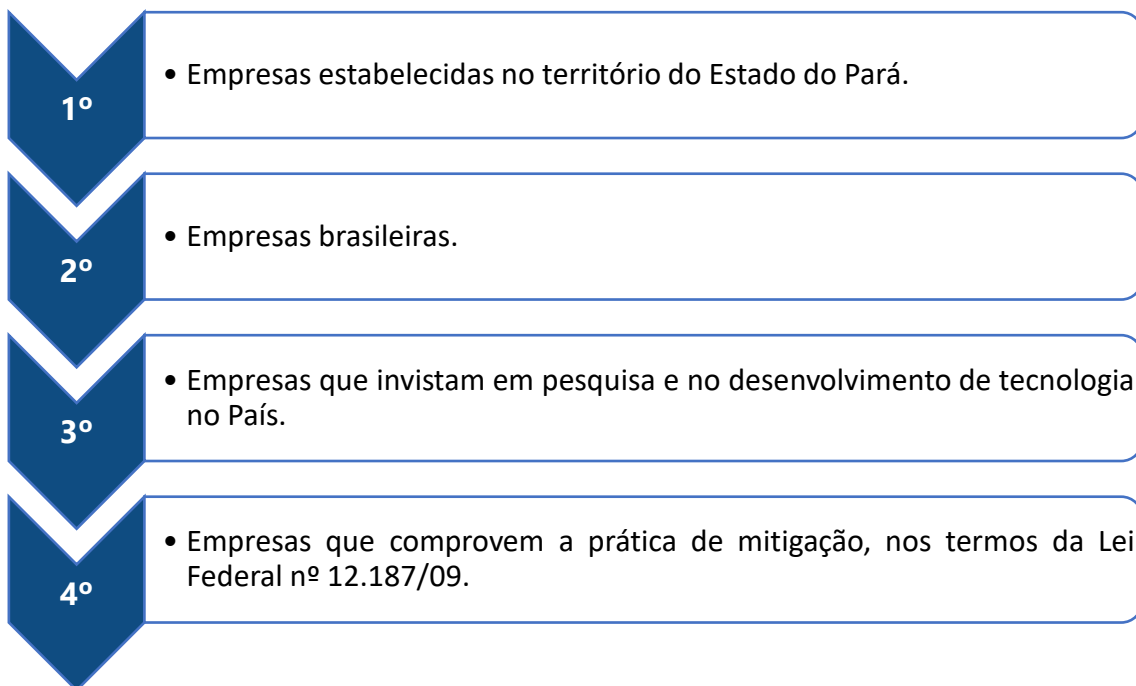 1º
• Empresas estabelecidas no território do Estado do Pará.
2º
• Empresas brasileiras.
3º
• Empresas que invistam em pesquisa e no desenvolvimento de tecnologia
no País.
4º
• Empresas que comprovem a prática de mitigação, nos termos da Lei
Federal nº 12.187/09.